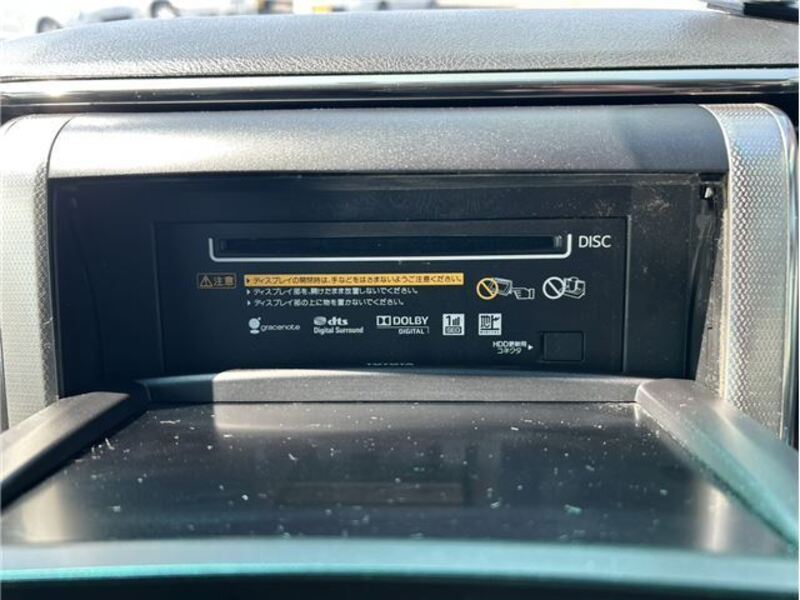 DISC
注意
ディスプレイの開閉時は、手などをはさまないようご注意ください。
ディスプレイ部を、開けたまま放置しないでください。
ディスプレイ部の上に物を置かないでください。
gracenote
dts
Digital Surround
DOLBY
DIGITAL
1
SEG
HDD更新用
コネクタ